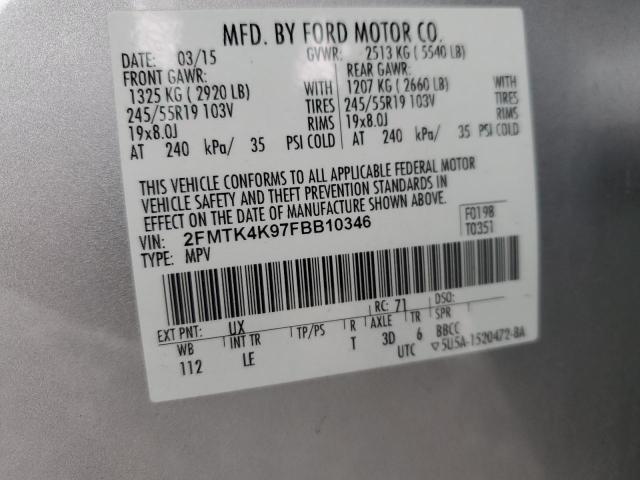 MFD. BY FORD MOTOR CO.
DATE: 03/15 GVWR: 2513 KG ( 5540 LB)
FRONT GAWR: REAR GAWR:
1325 KG ( 2920 LB) WITH 1207 KG ( 2660 LB) WITH
245/55R19 103V TIRES 245/55R19 103V TIRES
19x8.0J RIMS 19x8.0J RIMS
AT 240 kPa/ 35 PSI COLD AT 240 kPa/ 35 PSI COLD
THIS VEHICLE CONFORMS TO ALL APPLICABLE FEDERAL MOTOR
VEHICLE SAFETY AND THEFT PREVENTION STANDARDS IN
EFFECT ON THE DATE OF MANUFACTURE SHOWN ABOVE.
VIN: 2FMTK4K97FBB10346 F0198
TYPE: MPV T0351
EXT PNT: UX RC: 71 DSO:
WB INT TR TP/PS R AXLE TR SPR
112 LE T 3D 6 BBCC
UTC ▽5U5A-1520472-BA